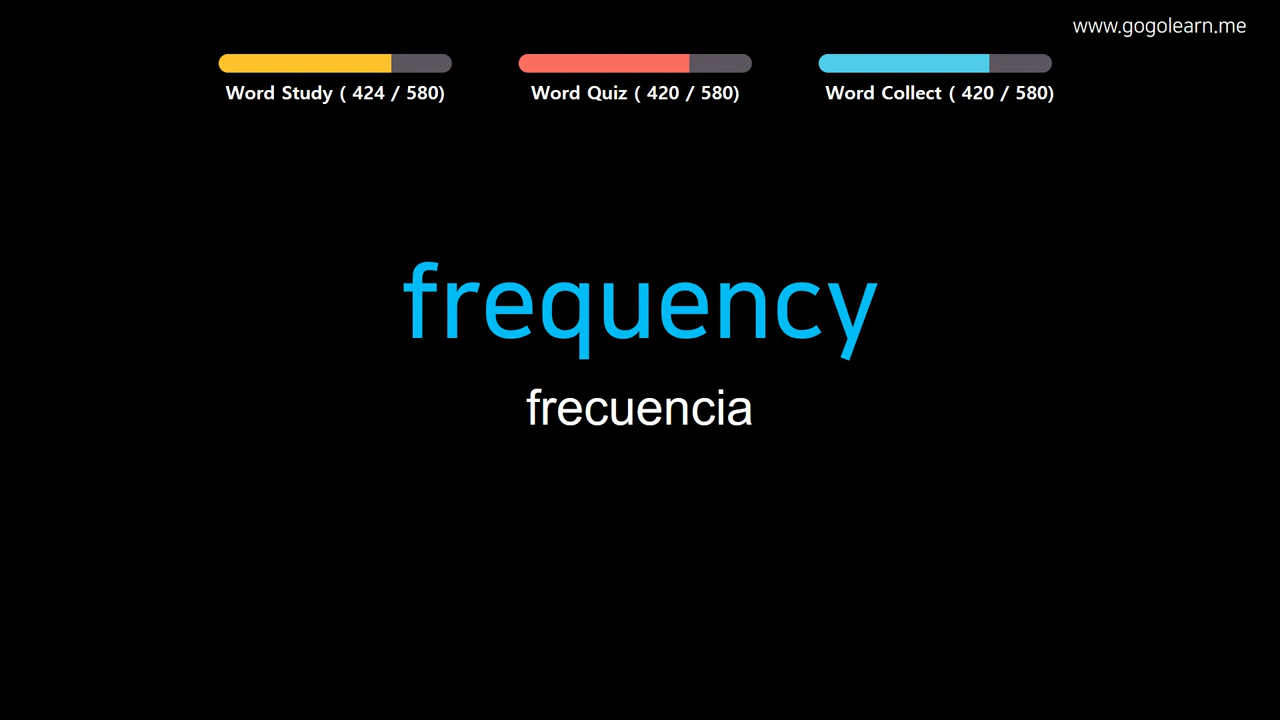 www.gogolearn.me
Word Study ( 424 / 580)
Word Quiz ( 420 / 580)
Word Collect ( 420 / 580)
frequency
frecuencia